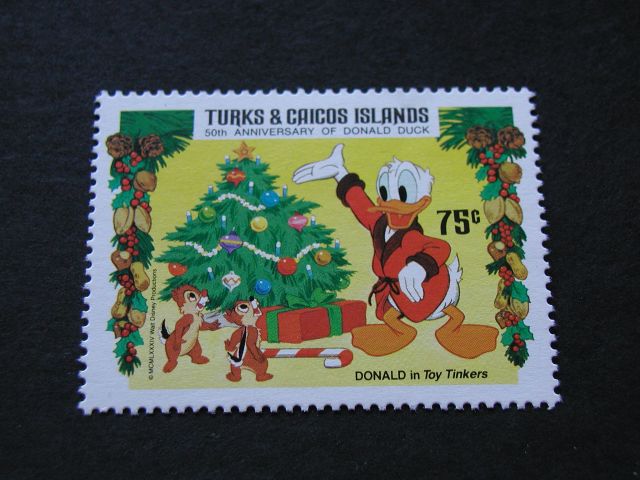 TURKS & CAICOS ISLANDS
50th ANNIVERSARY OF DONALD DUCK
75c
© MCMLXXXIV Walt Disney Productions
DONALD in Toy Tinkers